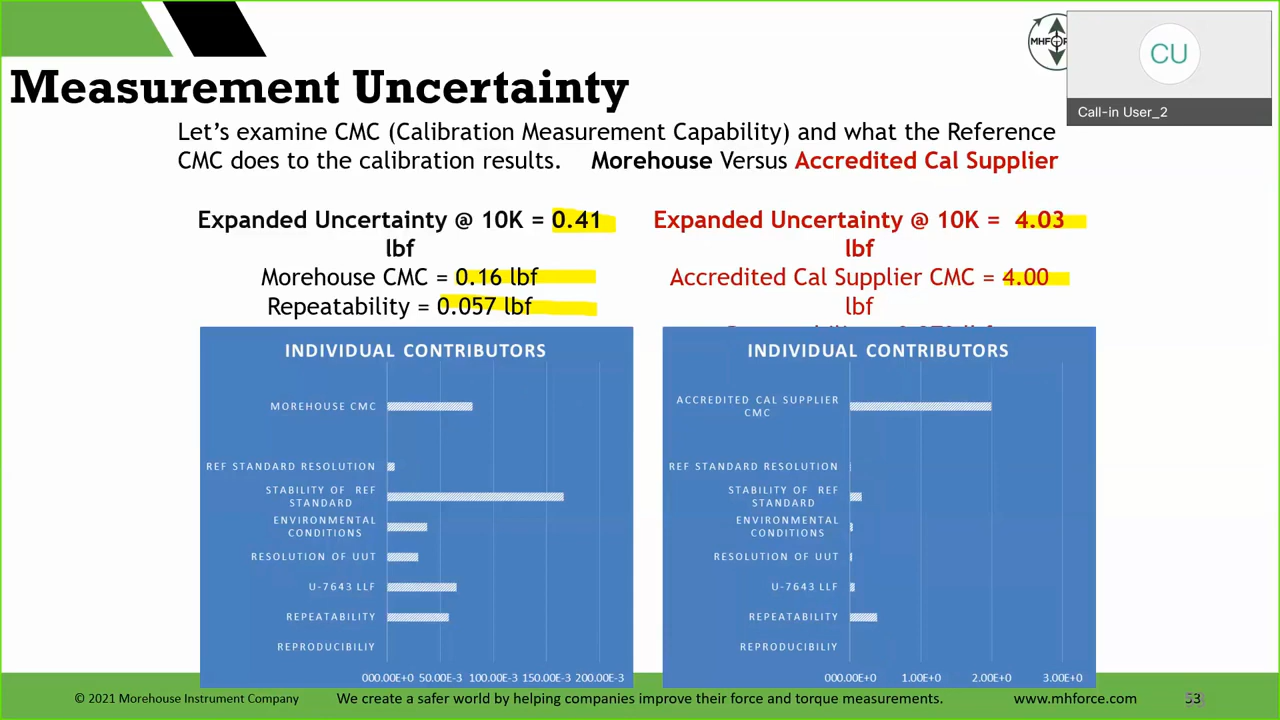 MHFORCE
CU
Call-in User_2
Measurement Uncertainty
Let's examine CMC (Calibration Measurement Capability) and what the Reference
CMC does to the calibration results. Morehouse Versus Accredited Cal Supplier
Expanded Uncertainty @ 10K = 0.41
lbf
Morehouse CMC = 0.16 lbf
Repeatability = 0.057 lbf
Expanded Uncertainty @ 10K = 4.03
lbf
Accredited Cal Supplier CMC = 4.00
lbf
INDIVIDUAL CONTRIBUTORS
MOREHOUSE CMC
REF STANDARD RESOLUTION
STABILITY OF REF
STANDARD
ENVIRONMENTAL
CONDITIONS
RESOLUTION OF UUT
U-7643 LLF
REPEATABILITY
REPRODUCIBILIY
000.00E+0 50.00E-3 100.00E-3 150.00E-3 200.00E-3
INDIVIDUAL CONTRIBUTORS
ACCREDITED CAL SUPPLIER
CMC
REF STANDARD RESOLUTION
STABILITY OF REF
STANDARD
ENVIRONMENTAL
CONDITIONS
RESOLUTION OF UUT
U-7643 LLF
REPEATABILITY
REPRODUCIBILIY
000.00E+0 1.00E+0 2.00E+0 3.00E+0
© 2021 Morehouse Instrument Company
We create a safer world by helping companies improve their force and torque measurements.
www.mhforce.com
53